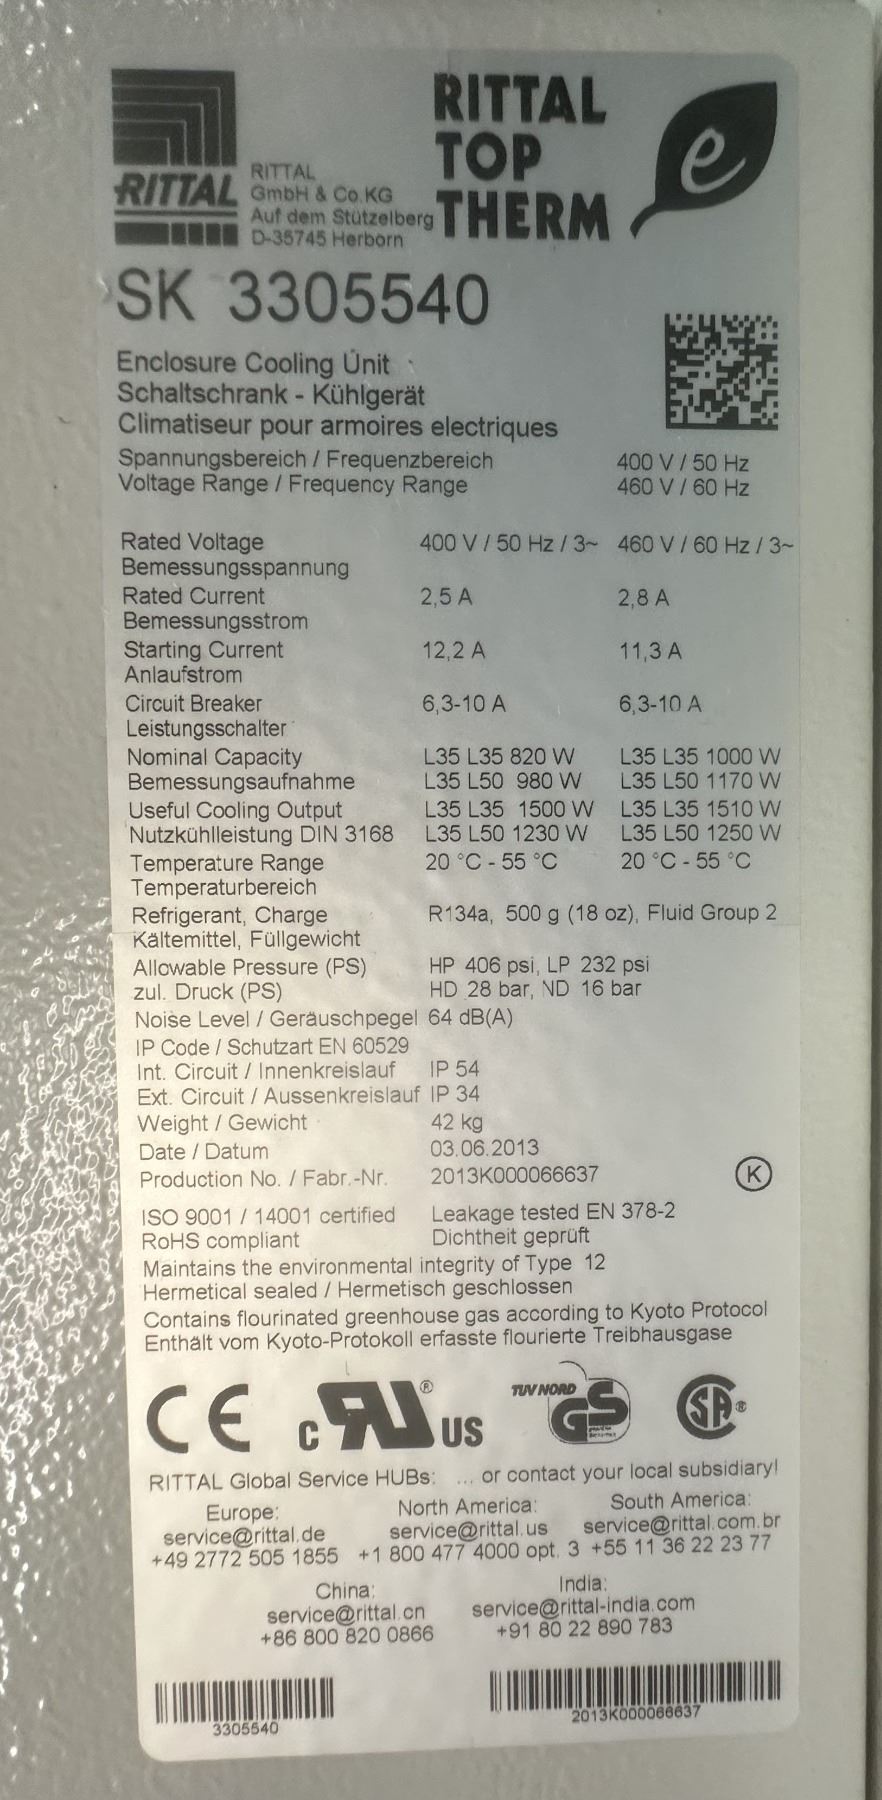 RITTAL
TOP
THERM
e
RITTAL
RITTAL
GmbH & Co.KG
Auf dem Stützelberg
D-35745 Herborn
SK 3305540
Enclosure Cooling Unit
Schaltschrank - Kühlgerät
Climatiseur pour armoires electriques
Spannungsbereich / Frequenzbereich 400 V / 50 Hz
Voltage Range / Frequency Range 460 V / 60 Hz
Rated Voltage 400 V / 50 Hz / 3~ 460 V / 60 Hz / 3~
Bemessungsspannung
Rated Current 2,5 A 2,8 A
Bemessungsstrom
Starting Current 12,2 A 11,3 A
Anlaufstrom
Circuit Breaker 6,3-10 A 6,3-10 A
Leistungsschalter
Nominal Capacity L35 L35 820 W L35 L35 1000 W
Bemessungsaufnahme L35 L50 980 W L35 L50 1170 W
Useful Cooling Output L35 L35 1500 W L35 L35 1510 W
Nutzkühlleistung DIN 3168 L35 L50 1230 W L35 L50 1250 W
Temperature Range 20 °C - 55 °C 20 °C - 55 °C
Temperaturbereich
Refrigerant, Charge R134a, 500 g (18 oz), Fluid Group 2
Kältemittel, Füllgewicht
Allowable Pressure (PS) HP 406 psi, LP 232 psi
zul. Druck (PS) HD 28 bar, ND 16 bar
Noise Level / Geräuschpegel 64 dB(A)
IP Code / Schutzart EN 60529
Int. Circuit / Innenkreislauf IP 54
Ext. Circuit / Aussenkreislauf IP 34
Weight / Gewicht 42 kg
Date / Datum 03.06.2013
Production No. / Fabr.-Nr. 2013K000066637 K
ISO 9001 / 14001 certified Leakage tested EN 378-2
RoHS compliant Dichtheit geprüft
Maintains the environmental integrity of Type 12
Hermetical sealed / Hermetisch geschlossen
Contains flourinated greenhouse gas according to Kyoto Protocol
Enthält vom Kyoto-Protokoll erfasste flourierte Treibhausgase
CE c RU ® US TUV NORD GS SA ®
RITTAL Global Service HUBs: ... or contact your local subsidiary!
Europe: North America: South America:
service@rittal.de service@rittal.us service@rittal.com.br
+49 2772 505 1855 +1 800 477 4000 opt. 3 +55 11 36 22 23 77
China: India:
service@rittal.cn service@rittal-india.com
+86 800 820 0866 +91 80 22 890 783
3305540 2013K000066637